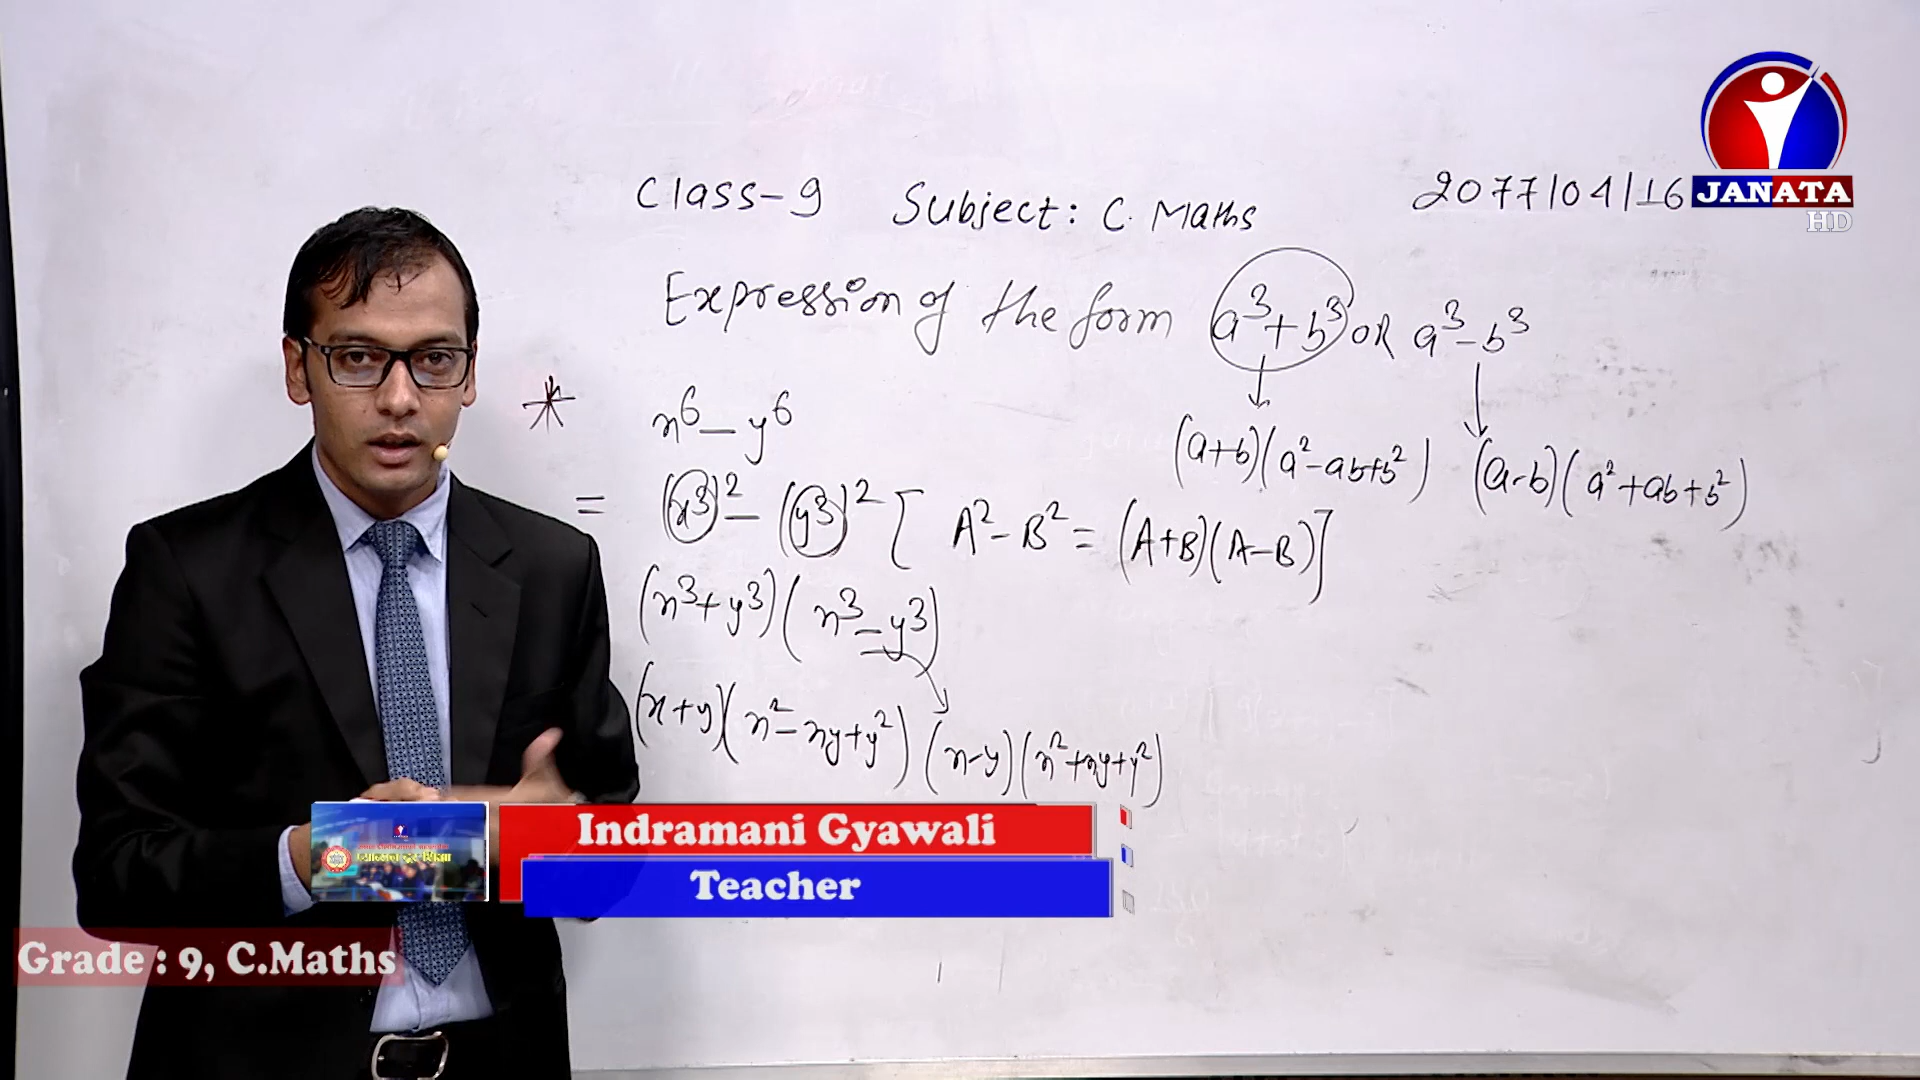 JANATA
HD
Class-9 Subject: C. Maths 2077/04/16
Expression of the form a³+b³ OR a³-b³
* x⁶-y⁶
(a+b)(a²-ab+b²) (a-b)(a²+ab+b²)
= (x³)²-(y³)² [A²-B²=(A+B)(A-B)]
(x³+y³)(x³-y³)
(x+y)(x²-xy+y²)(x-y)(x²+xy+y²)
Indramani Gyawali
Teacher
Grade : 9, C.Maths